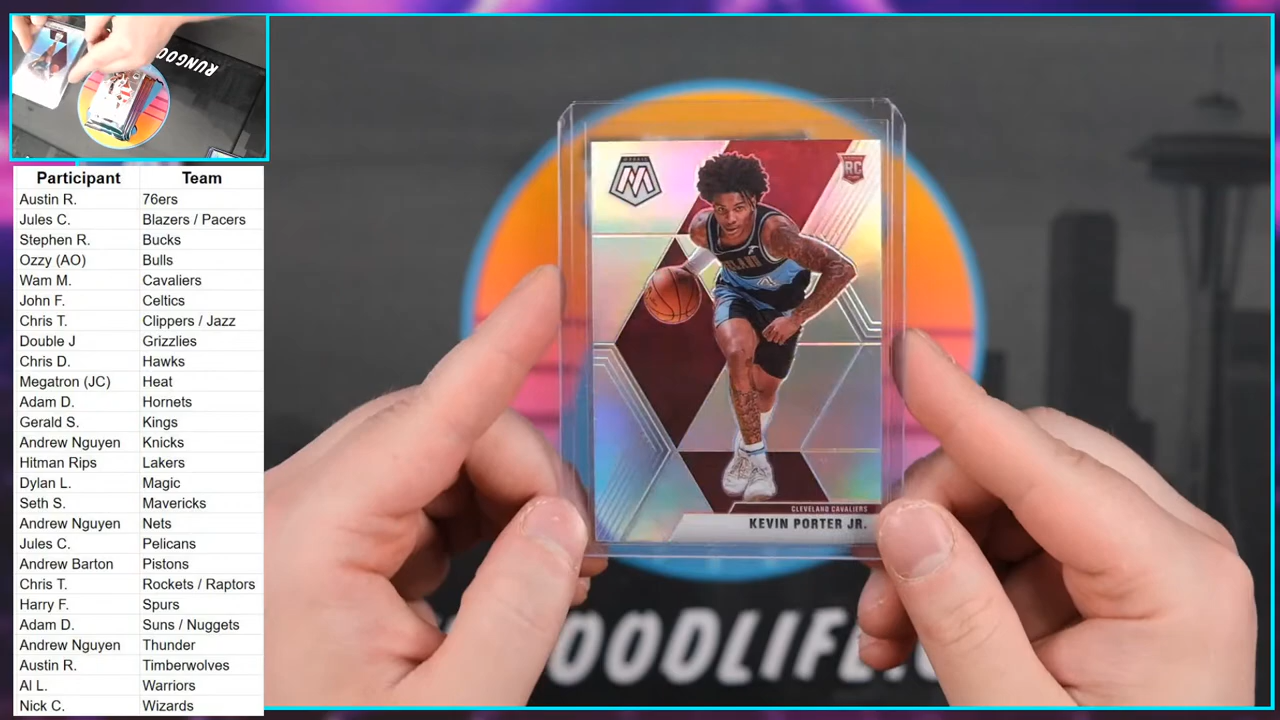 RUNGOOD
Participant Team
Austin R. 76ers
Jules C. Blazers / Pacers
Stephen R. Bucks
Ozzy (AO) Bulls
Wam M. Cavaliers
John F. Celtics
Chris T. Clippers / Jazz
Double J Grizzlies
Chris D. Hawks
Megatron (JC) Heat
Adam D. Hornets
Gerald S. Kings
Andrew Nguyen Knicks
Hitman Rips Lakers
Dylan L. Magic
Seth S. Mavericks
Andrew Nguyen Nets
Jules C. Pelicans
Andrew Barton Pistons
Chris T. Rockets / Raptors
Harry F. Spurs
Adam D. Suns / Nuggets
Andrew Nguyen Thunder
Austin R. Timberwolves
Al L. Warriors
Nick C. Wizards
MOSAIC
M
RC
CLEVELAND CAVALIERS
KEVIN PORTER JR.
OODLIFE